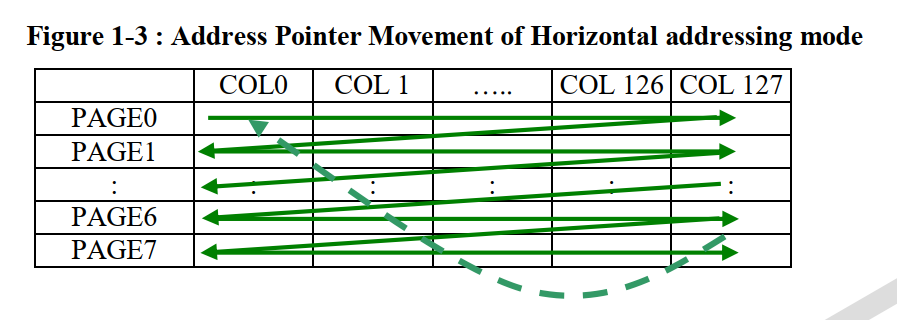 Figure 1-3 : Address Pointer Movement of Horizontal addressing mode
COL0 COL 1 ….. COL 126 COL 127
PAGE0
PAGE1
: : : : : :
PAGE6
PAGE7